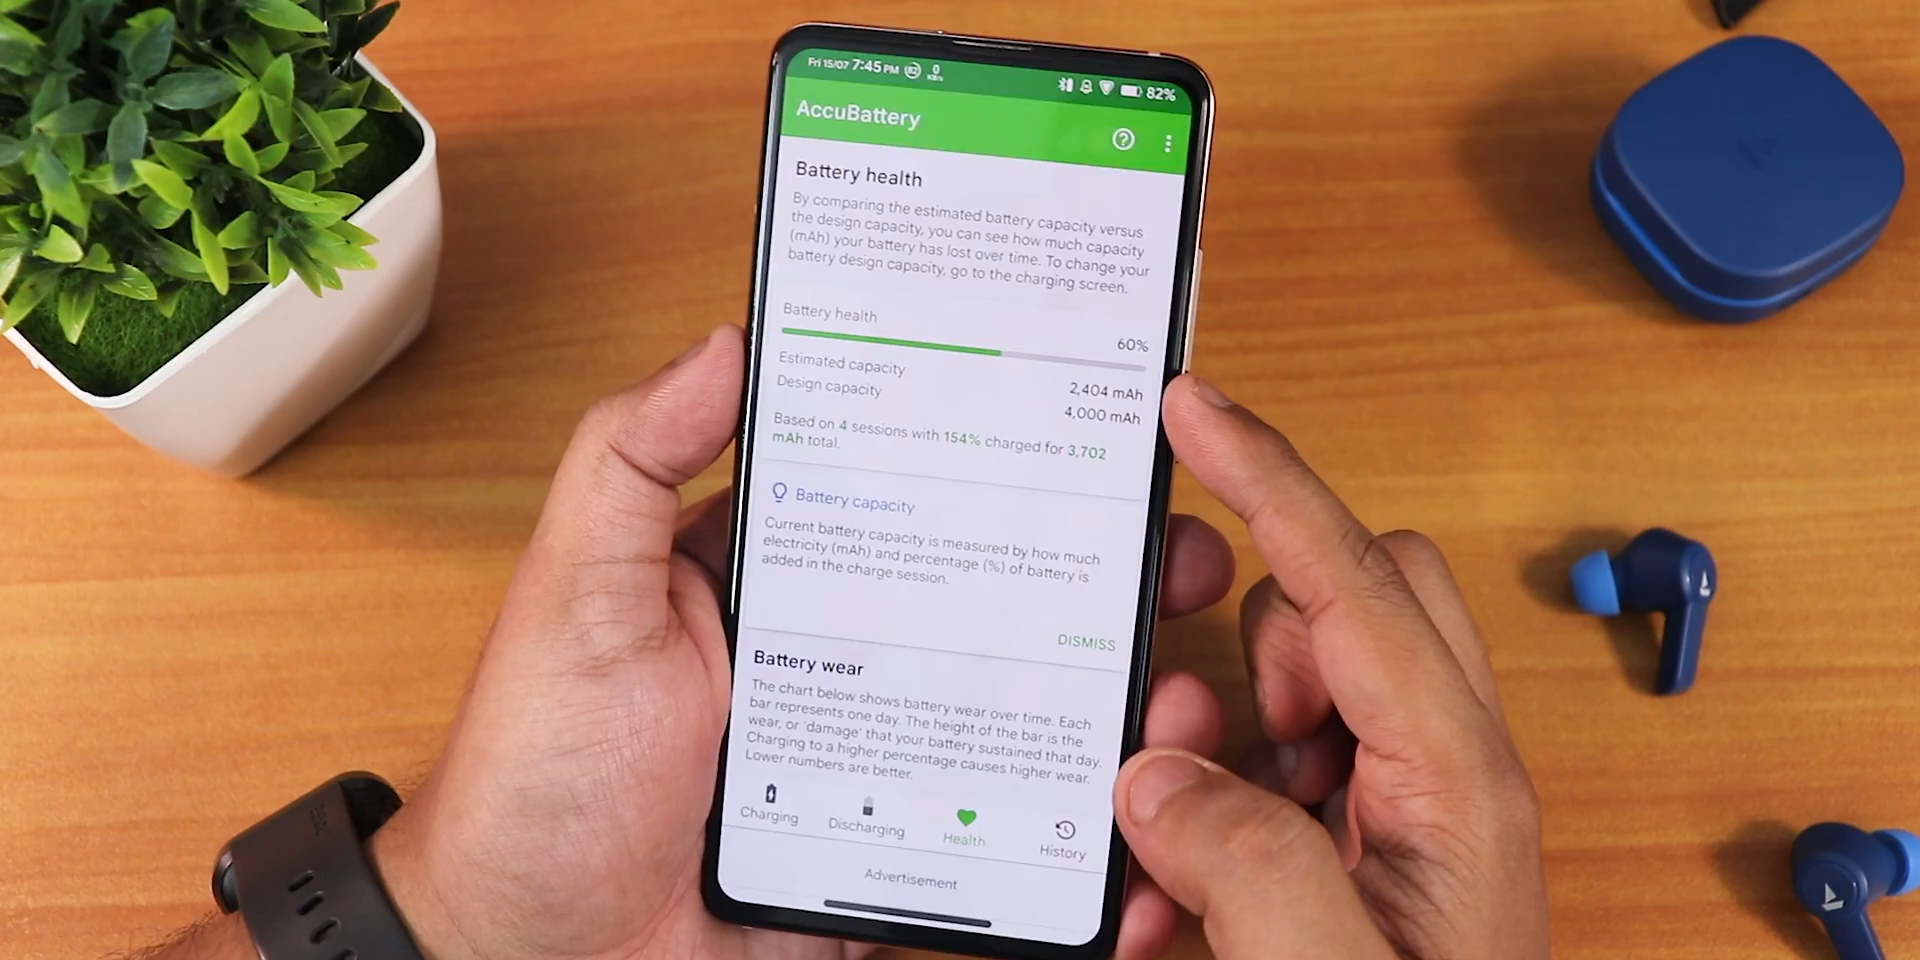 Fri 15/07 7:45 PM 82 0 KB/s 82%
AccuBattery
Battery health
By comparing the estimated battery capacity versus
the design capacity, you can see how much capacity
(mAh) your battery has lost over time. To change your
battery design capacity, go to the charging screen.
Battery health 60%
Estimated capacity 2,404 mAh
Design capacity 4,000 mAh
Based on 4 sessions with 154% charged for 3,702
mAh total.
Battery capacity
Current battery capacity is measured by how much
electricity (mAh) and percentage (%) of battery is
added in the charge session.
DISMISS
Battery wear
The chart below shows battery wear over time. Each
bar represents one day. The height of the bar is the
wear, or 'damage' that your battery sustained that day.
Charging to a higher percentage causes higher wear.
Lower numbers are better.
Charging Discharging Health History
Advertisement